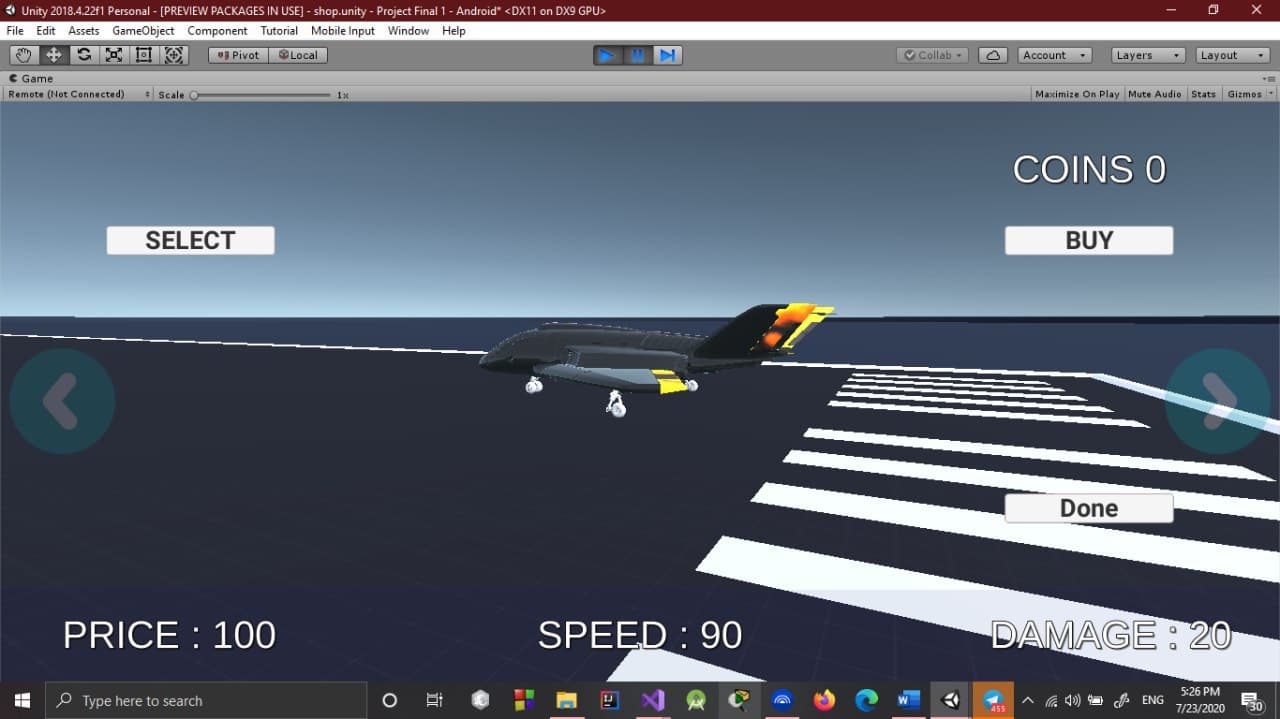 Unity 2018.4.22f1 Personal - [PREVIEW PACKAGES IN USE] - shop.unity - Project Final 1 - Android* <DX11 on DX9 GPU>
File Edit Assets GameObject Component Tutorial Mobile Input Window Help
Pivot Local Collab Account Layers Layout
Game
Remote (Not Connected) Scale 1x Maximize On Play Mute Audio Stats Gizmos
COINS 0
SELECT BUY
Done
PRICE : 100 SPEED : 90 DAMAGE : 20
Type here to search 455 ENG 5:26 PM
7/23/2020 30